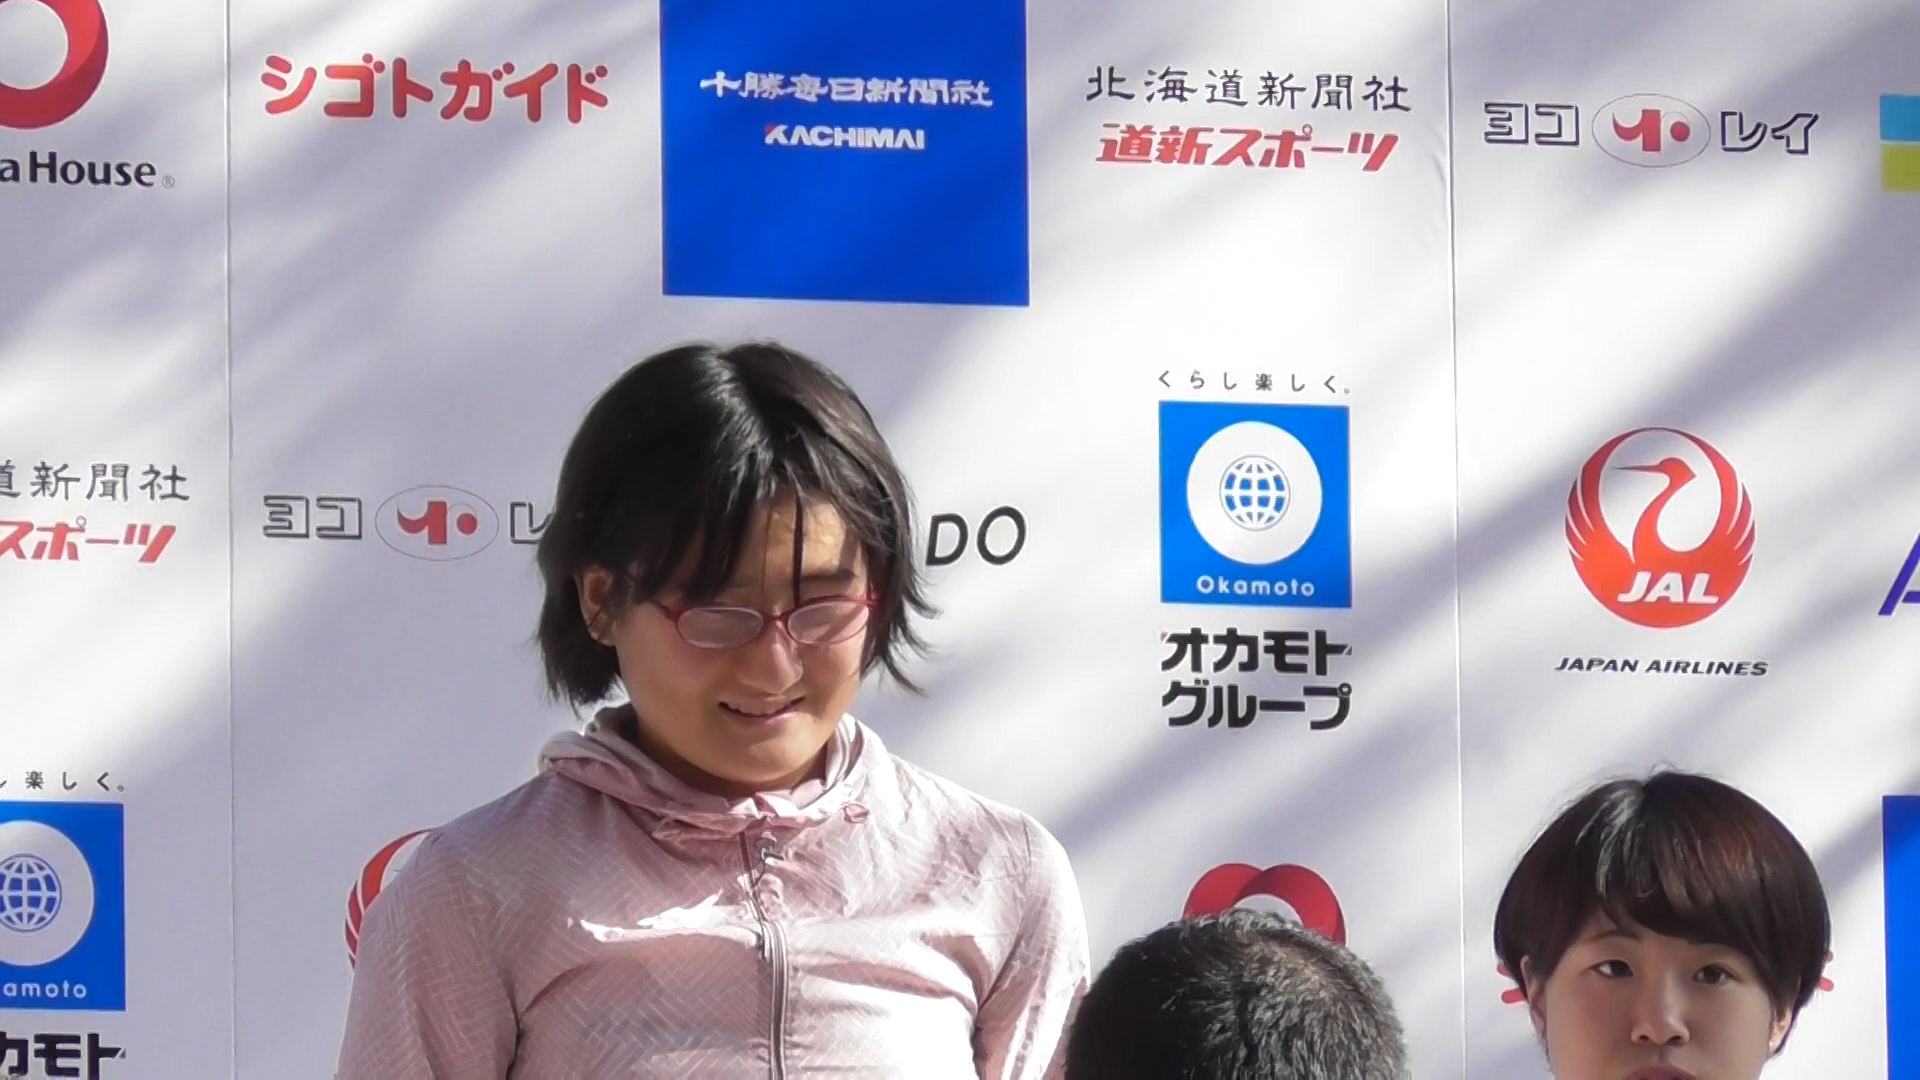 シゴトガイド
十勝毎日新聞社
KACHIMAI
北海道新聞社
道新スポーツ
ヨコ レイ
a House®
くらし楽しく。
Okamoto
オカモト
グループ
JAL
JAPAN AIRLINES
道新聞社
スポーツ
ヨコ レ
DO
し楽しく。
amoto
カモト